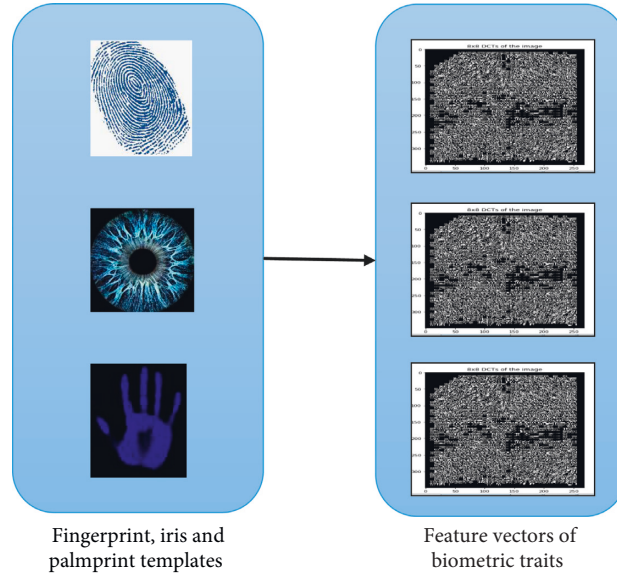 8x8 DCTs of the image
0
50
100
150
200
250
300
0 50 100 150 200 250
8x8 DCTs of the image
0
50
100
150
200
250
300
0 50 100 150 200 250
8x8 DCTs of the image
0
50
100
150
200
250
300
0 50 100 150 200 250
Fingerprint, iris and
palmprint templates
Feature vectors of
biometric traits